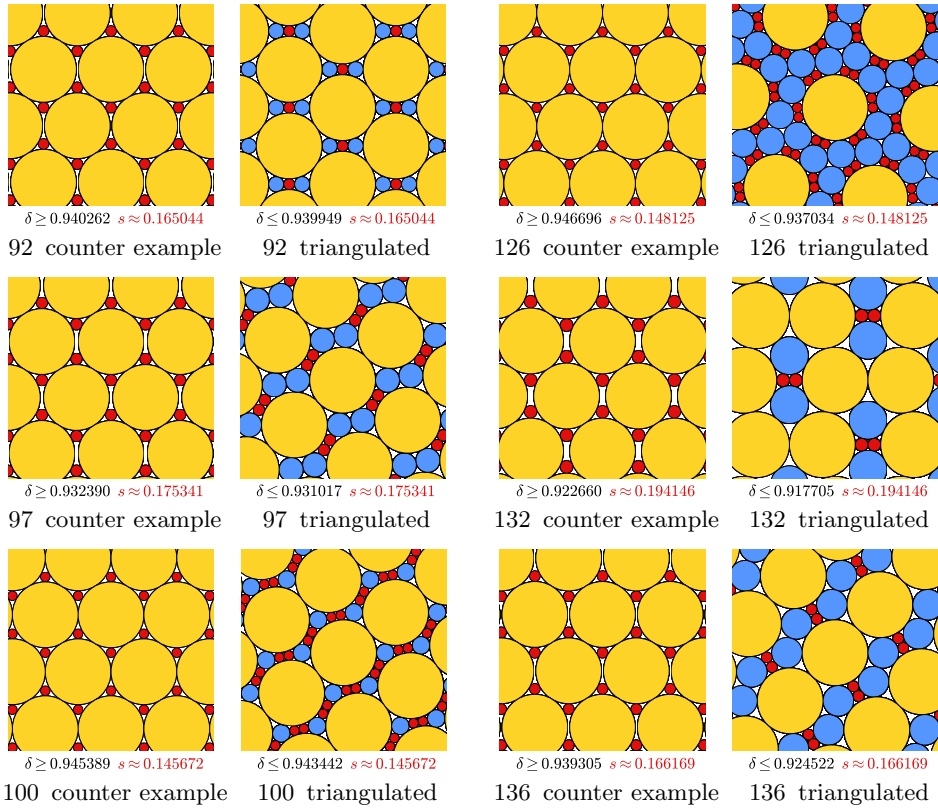 δ ≥ 0.940262 s ≈ 0.165044
92 counter example
δ ≤ 0.939949 s ≈ 0.165044
92 triangulated
δ ≥ 0.946696 s ≈ 0.148125
126 counter example
δ ≤ 0.937034 s ≈ 0.148125
126 triangulated
δ ≥ 0.932390 s ≈ 0.175341
97 counter example
δ ≤ 0.931017 s ≈ 0.175341
97 triangulated
δ ≥ 0.922660 s ≈ 0.194146
132 counter example
δ ≤ 0.917705 s ≈ 0.194146
132 triangulated
δ ≥ 0.945389 s ≈ 0.145672
100 counter example
δ ≤ 0.943442 s ≈ 0.145672
100 triangulated
δ ≥ 0.939305 s ≈ 0.166169
136 counter example
δ ≤ 0.924522 s ≈ 0.166169
136 triangulated